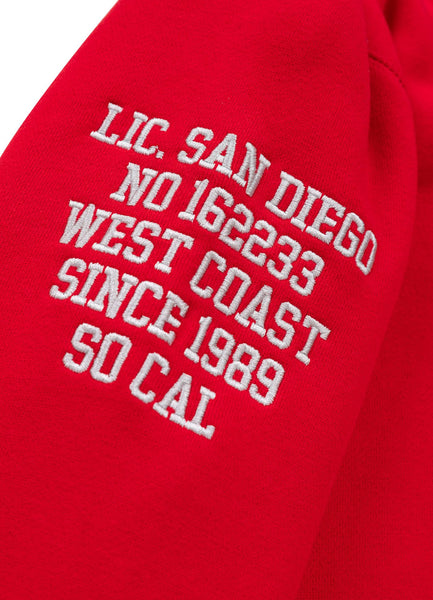 LIC. SAN DIEGO
NO 162233
WEST COAST
SINCE 1989
SO CAL